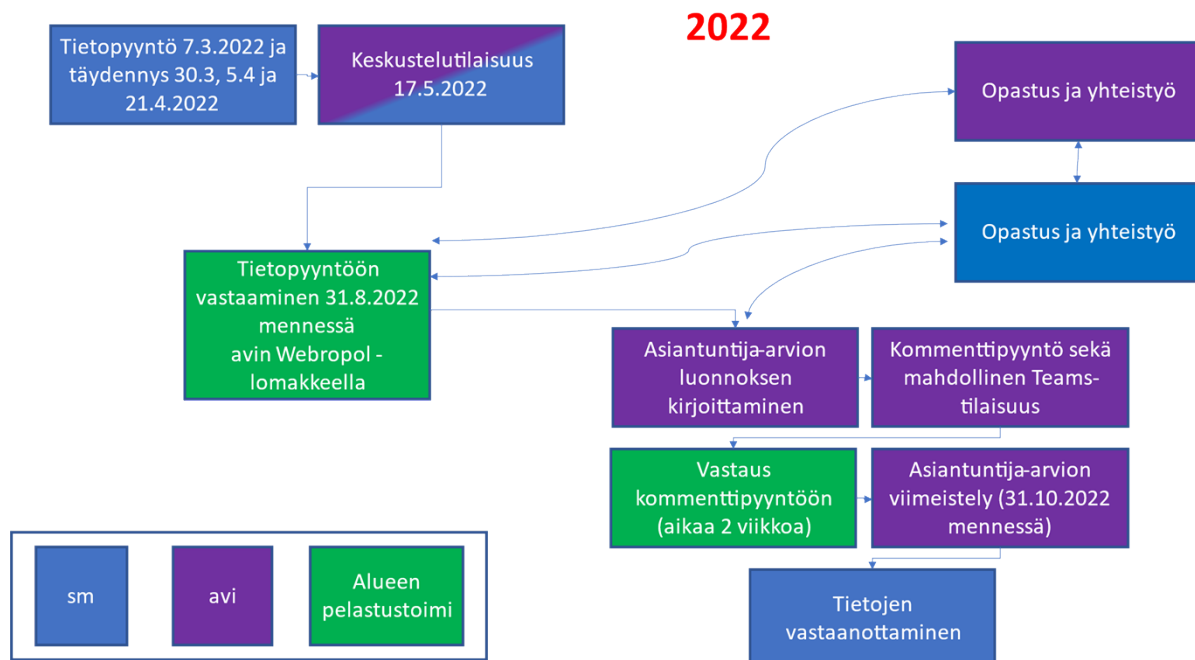 2022
Tietopyyntö 7.3.2022 ja
täydennys 30.3, 5.4 ja
21.4.2022
Keskustelutilaisuus
17.5.2022
Opastus ja yhteistyö
Opastus ja yhteistyö
Tietopyyntöön
vastaaminen 31.8.2022
mennessä
avin Webropol -
lomakkeella
Asiantuntija-arvion
luonnoksen
kirjoittaminen
Kommenttipyyntö sekä
mahdollinen Teams-
tilaisuus
Vastaus
kommenttipyyntöön
(aikaa 2 viikkoa)
Asiantuntija-arvion
viimeistely (31.10.2022
mennessä)
Tietojen
vastaanottaminen
sm
avi
Alueen
pelastustoimi